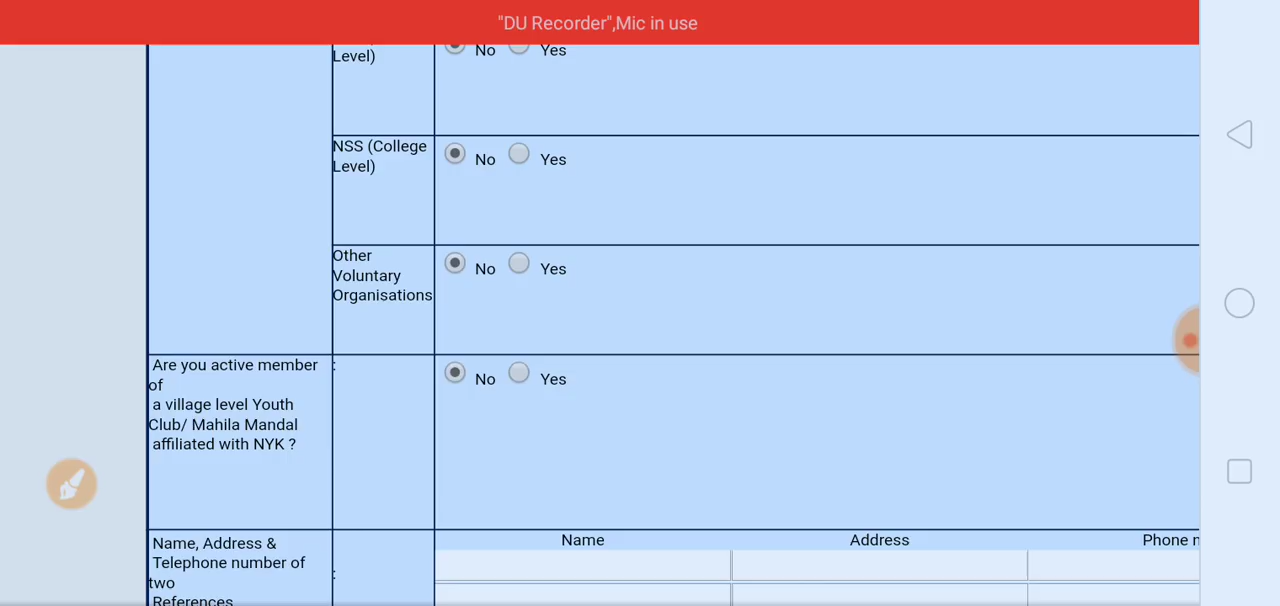 "DU Recorder",Mic in use
Level)
No Yes
NSS (College
Level)
No Yes
Other
Voluntary
Organisations
No Yes
Are you active member
of
a village level Youth
Club/ Mahila Mandal
affiliated with NYK ?
:
No Yes
Name, Address &
Telephone number of
two
References
:
Name Address Phone n